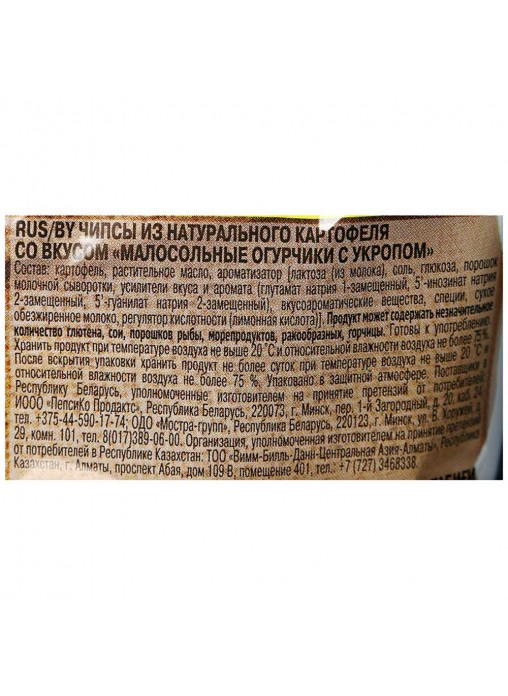 RUS/BY ЧИПСЫ ИЗ НАТУРАЛЬНОГО КАРТОФЕЛЯ
СО ВКУСОМ «МАЛОСОЛЬНЫЕ ОГУРЧИКИ С УКРОПОМ»
Состав: картофель, растительное масло, ароматизатор [лактоза (из молока), соль, глюкоза, порошок
молочной сыворотки, усилители вкуса и аромата (глутамат натрия 1-замещенный, 5'-инозинат натрия
2-замещенный, 5'-гуанилат натрия 2-замещенный), вкусоароматические вещества, специи, сухое
обезжиренное молоко, регулятор кислотности (лимонная кислота)]. Продукт может содержать незначительное
количество глютена, сои, порошков рыбы, морепродуктов, ракообразных, горчицы. Готовы к употреблению.
Хранить продукт при температуре воздуха не выше 20°С и относительной влажности воздуха не более 75%.
После вскрытия упаковки хранить продукт не более суток при температуре воздуха не выше 20 °С и
относительной влажности воздуха не более 75 %. Упаковано в защитной атмосфере. Поставщики в
Республику Беларусь, уполномоченные изготовителем на принятие претензий от потребителей:
ИООО «ПепсиКо Продактс», Республика Беларусь, 220073, г. Минск, пер. 1-й Загородный, д. 20, каб.
тел. +375-44-590-17-74; ОДО «Мостра-групп», Республика Беларусь, 220123, г. Минск, ул. В. Хоружей,
29, комн. 101, тел. 8(017)389-06-00. Организация, уполномоченная изготовителем на принятие претензий
от потребителей в Республике Казахстан: ТОО «Вимм-Билль-Данн-Центральная Азия-Алматы», Республика
Казахстан, г. Алматы, проспект Абая, дом 109 В, помещение 401, тел.: +7 (727) 3468338.